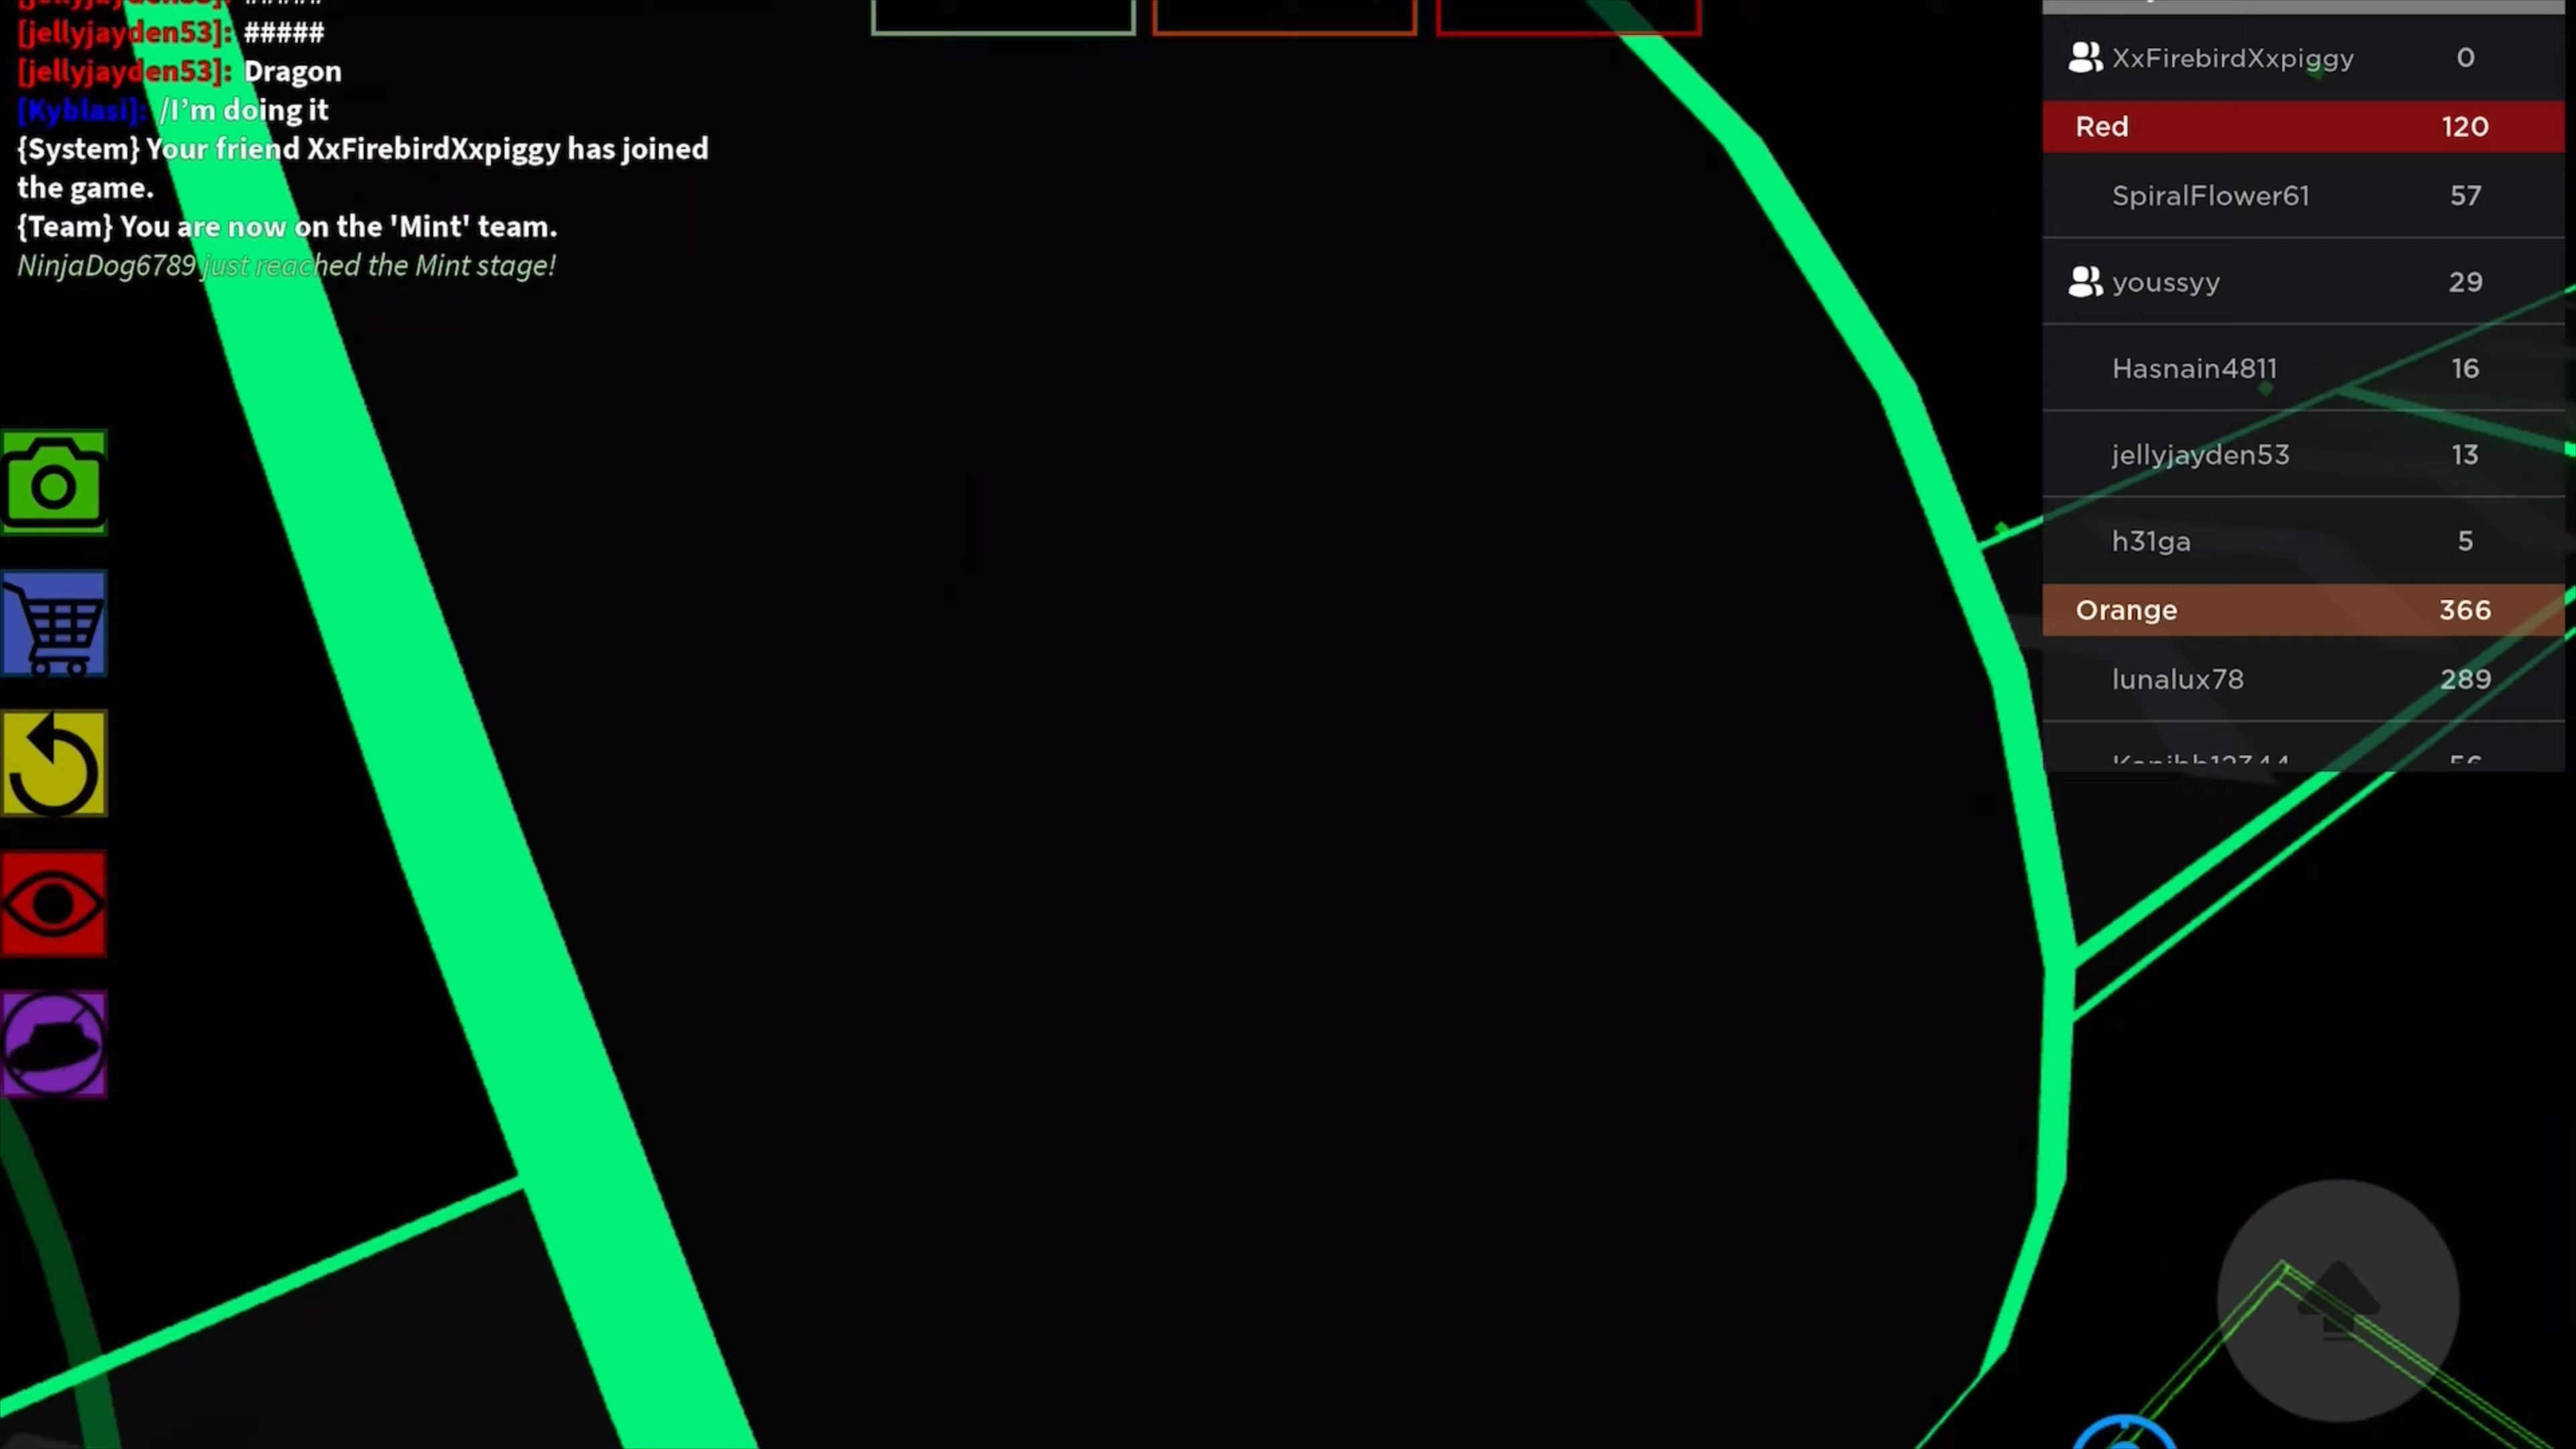 [jellyjayden53]: #####
[jellyjayden53]: Dragon
[Kyblasi]: /I’m doing it
{System} Your friend XxFirebirdXxpiggy has joined
the game.
{Team} You are now on the 'Mint' team.
NinjaDog6789 just reached the Mint stage!
XxFirebirdXxpiggy 0
Red 120
SpiralFlower61 57
youssyy 29
Hasnain4811 16
jellyjayden53 13
h31ga 5
Orange 366
lunalux78 289